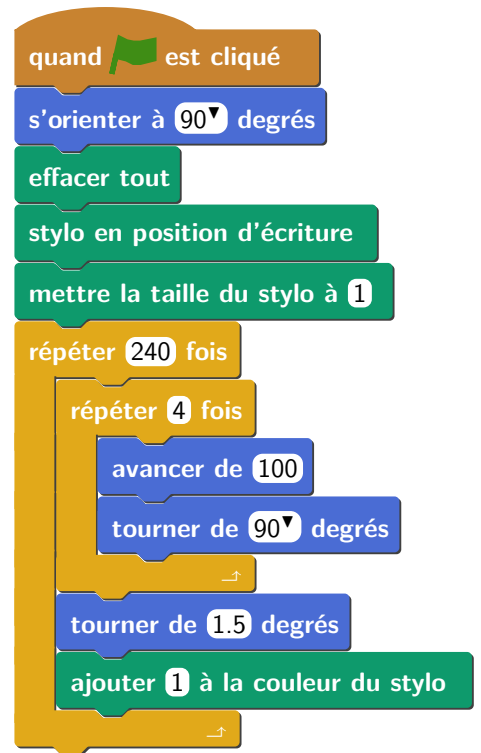 quand est cliqué
s'orienter à 90▼ degrés
effacer tout
stylo en position d'écriture
mettre la taille du stylo à 1
répéter 240 fois
répéter 4 fois
avancer de 100
tourner de 90▼ degrés
tourner de 1.5 degrés
ajouter 1 à la couleur du stylo